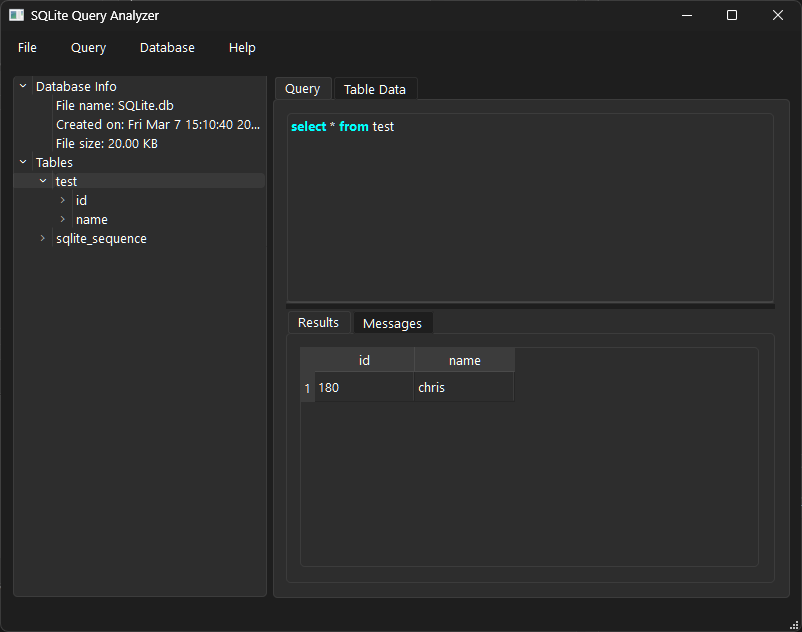 SQLite Query Analyzer
File Query Database Help
Database Info
File name: SQLite.db
Created on: Fri Mar 7 15:10:40 20...
File size: 20.00 KB
Tables
test
id
name
sqlite_sequence
Query Table Data
select * from test
Results Messages
id name
1 180 chris